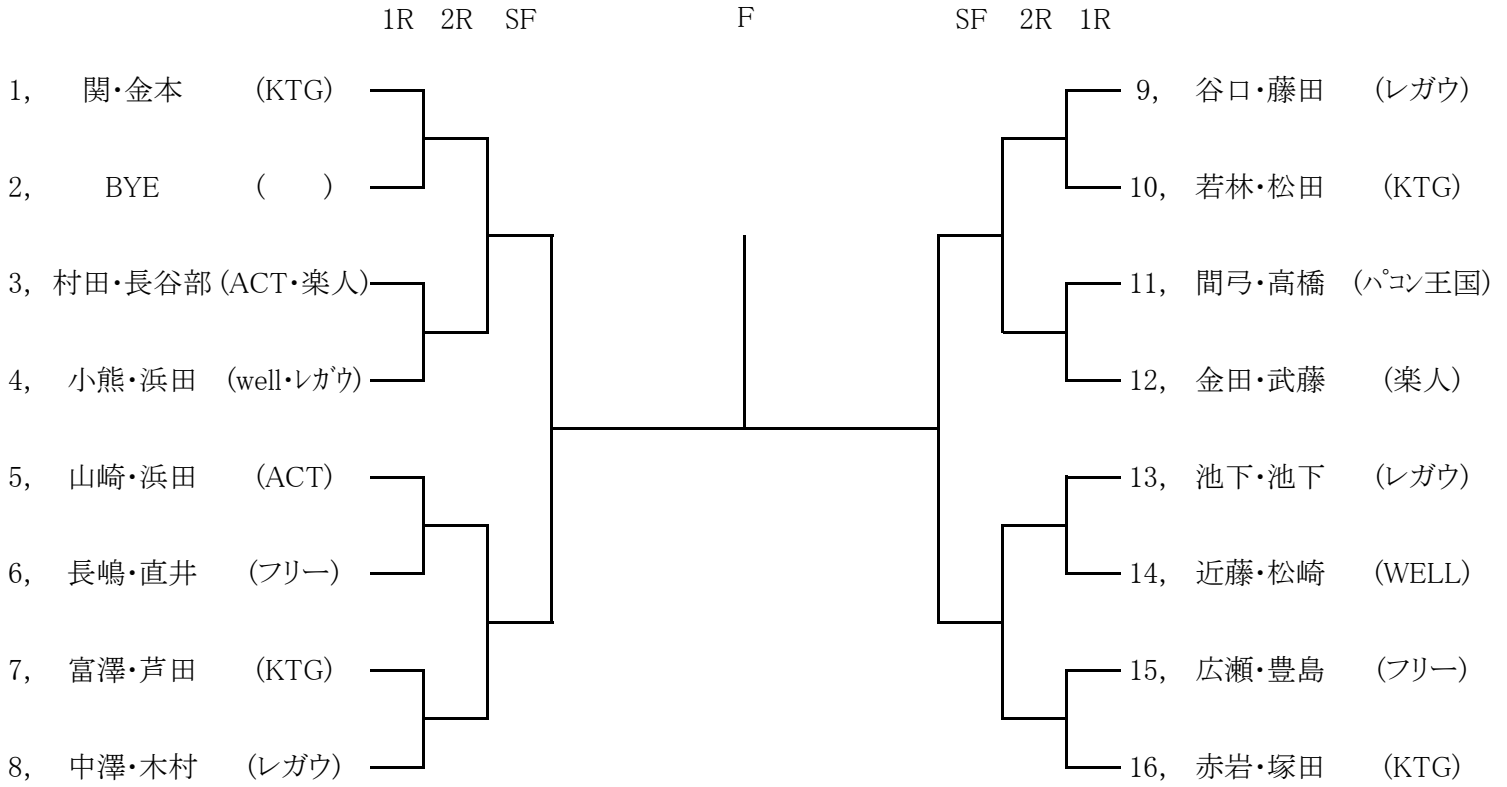 1R 2R SF F SF 2R 1R
1, 関・金本 (KTG) 9, 谷口・藤田 (レガウ)
2, BYE ( ) 10, 若林・松田 (KTG)
3, 村田・長谷部 (ACT・楽人) 11, 間弓・高橋 (パコン王国)
4, 小熊・浜田 (well・レガウ) 12, 金田・武藤 (楽人)
5, 山崎・浜田 (ACT) 13, 池下・池下 (レガウ)
6, 長嶋・直井 (フリー) 14, 近藤・松崎 (WELL)
7, 富澤・芦田 (KTG) 15, 広瀬・豊島 (フリー)
8, 中澤・木村 (レガウ) 16, 赤岩・塚田 (KTG)